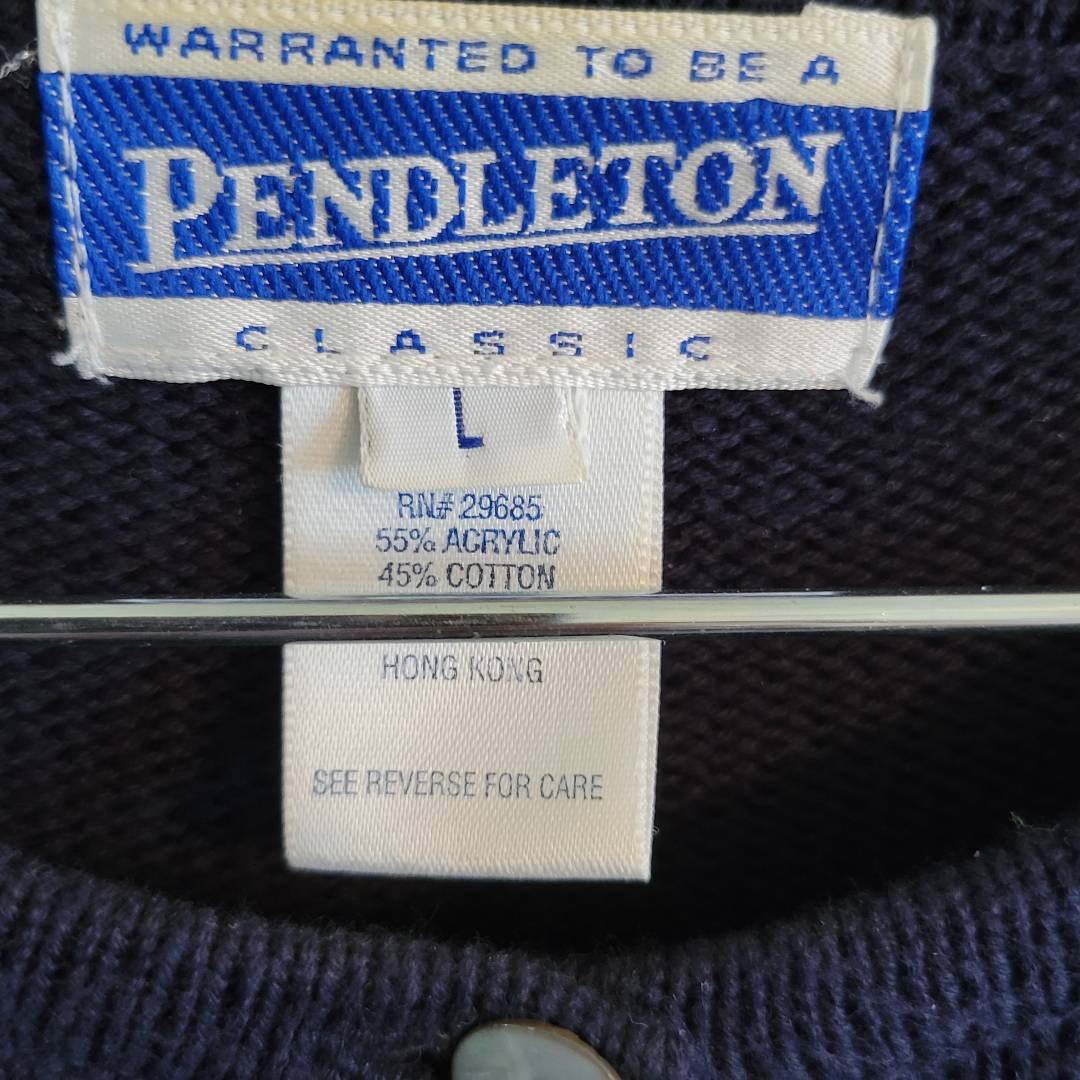 WARRANTED TO BE A
PENDLETON
CLASSIC
L
RN# 29685
55% ACRYLIC
45% COTTON
HONG KONG
SEE REVERSE FOR CARE